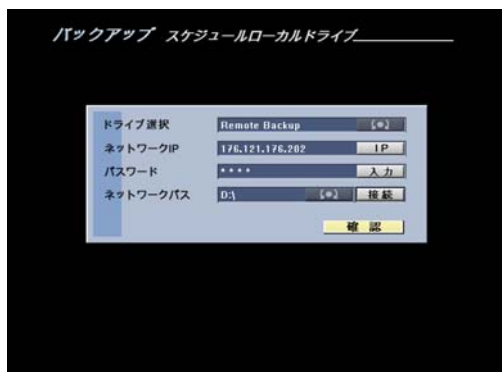 バックアップ スケジュールローカルドライブ
ドライブ選択 Remote Backup
ネットワークIP 176.121.176.202 IP
パスワード **** 入力
ネットワークパス D:\ 接続
確認